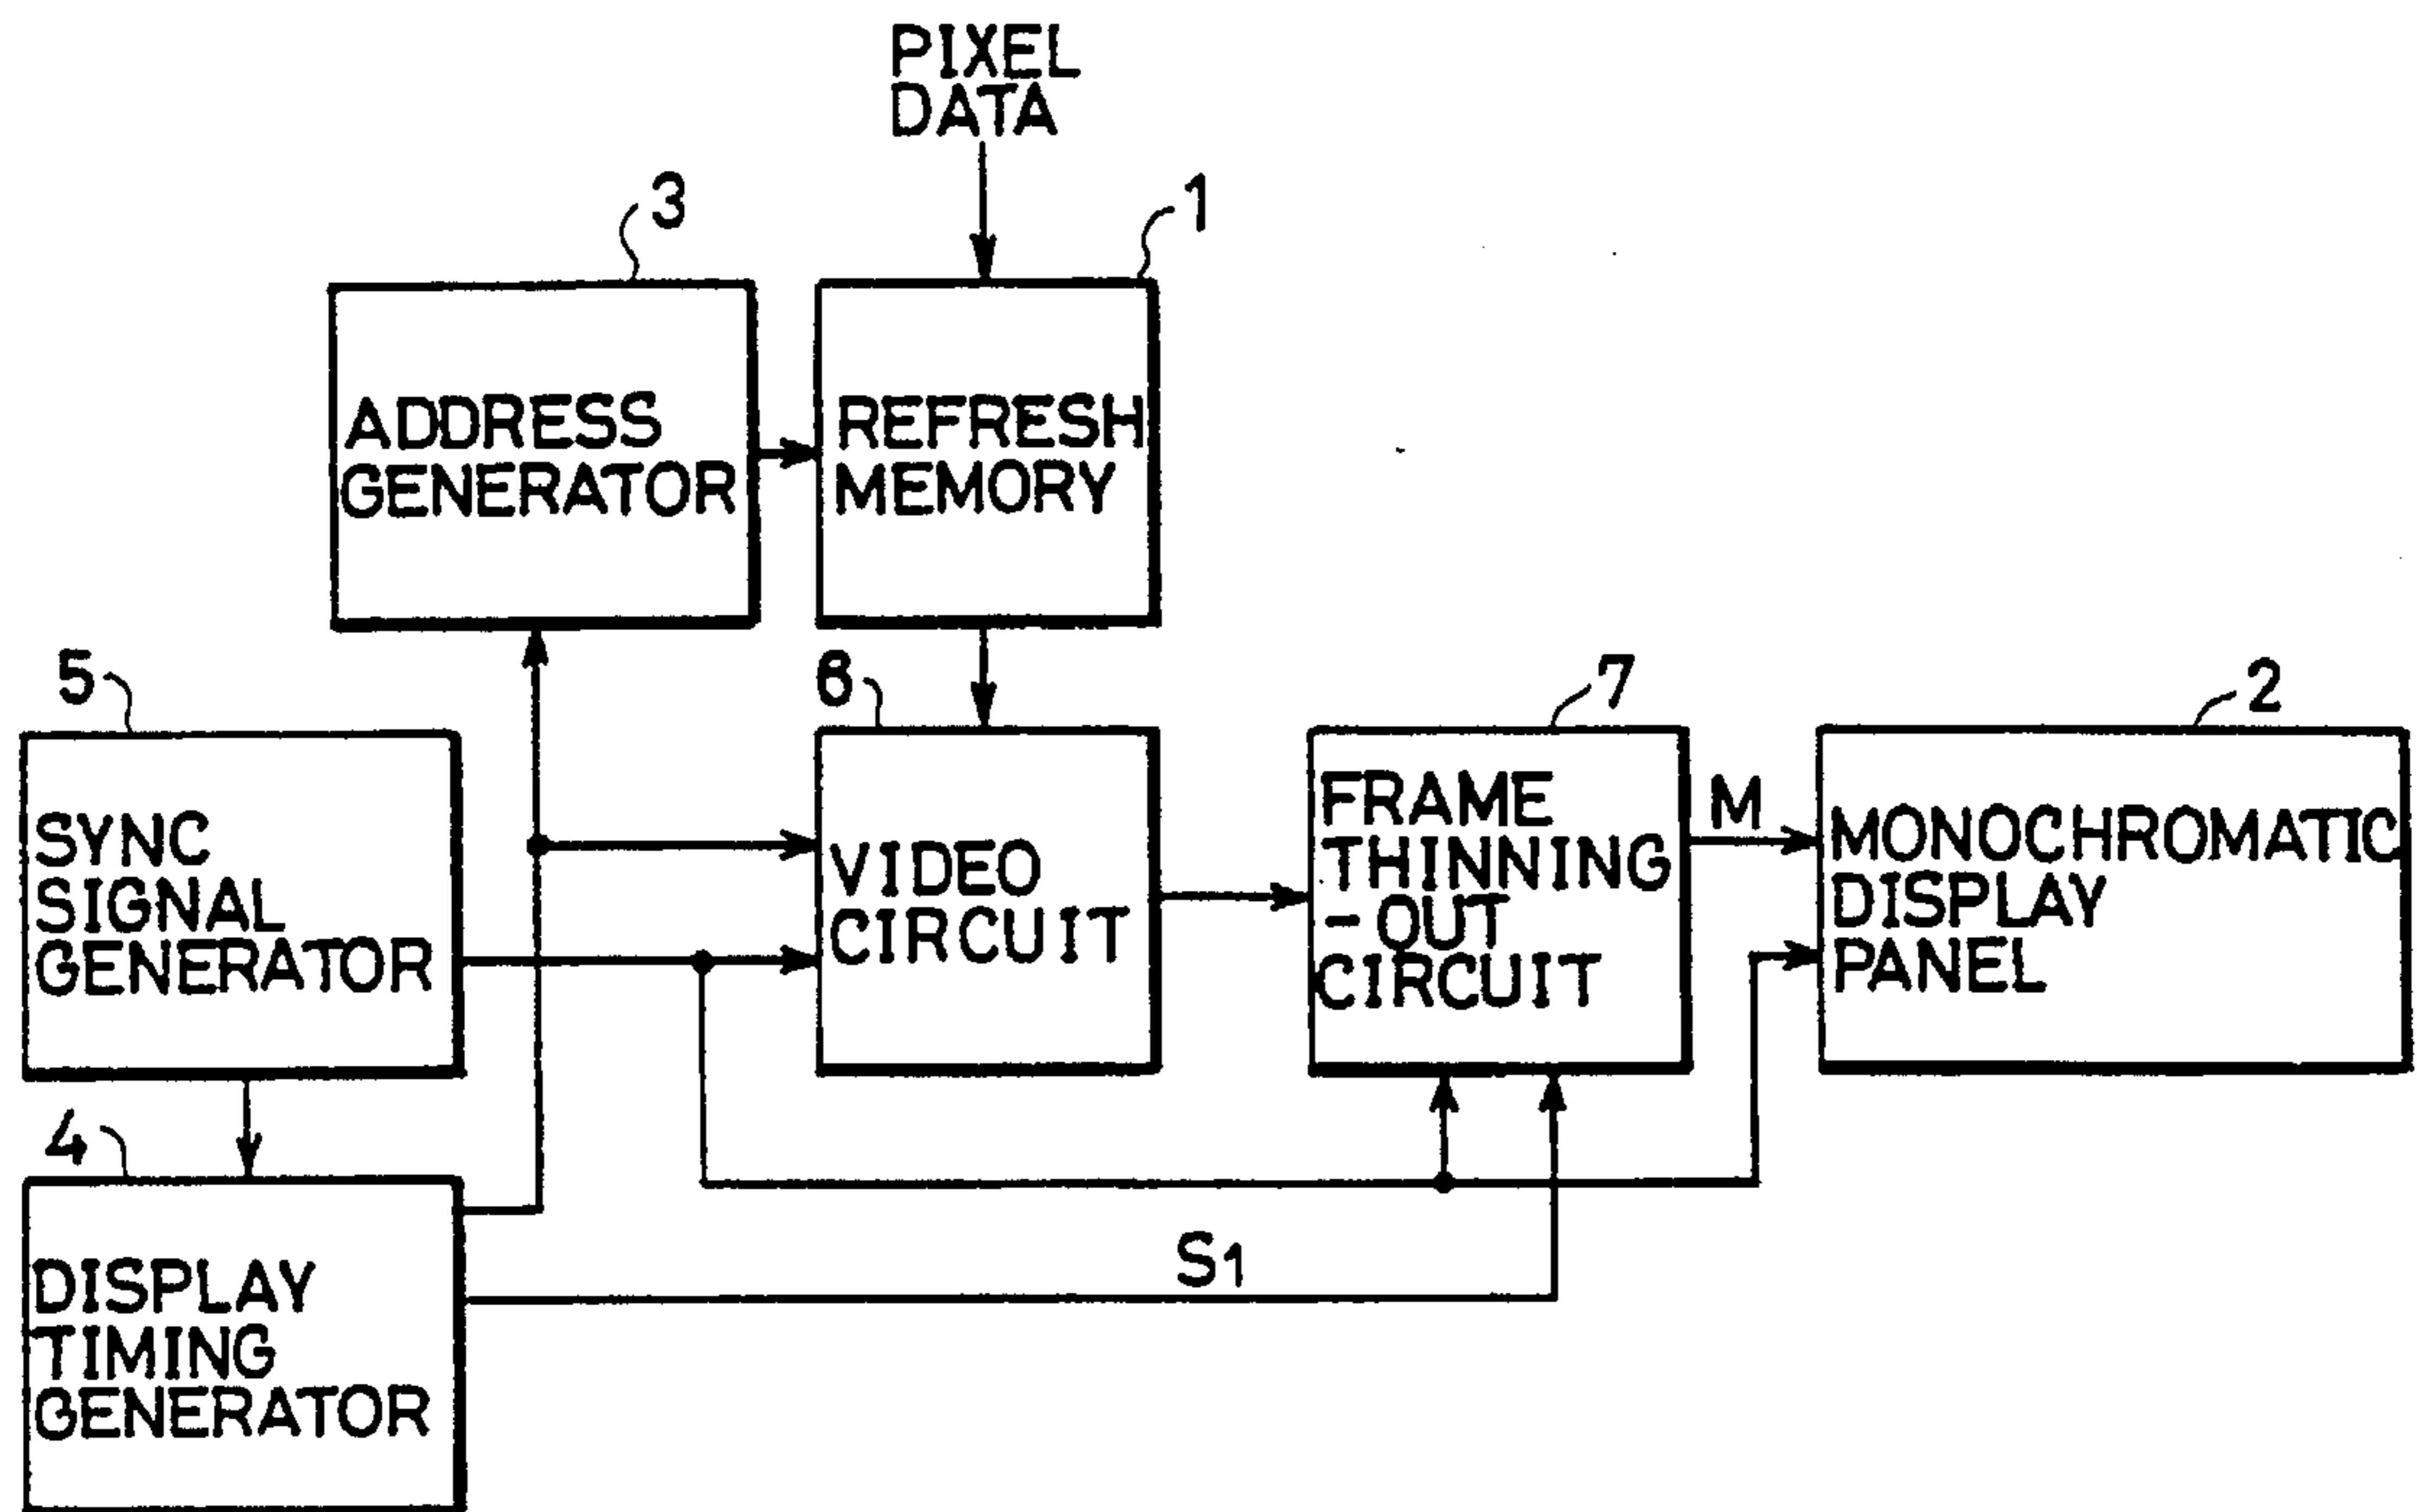 PIXEL
DATA
3
1
ADDRESS
GENERATOR
REFRESH
MEMORY
5
6
7
2
SYNC
SIGNAL
GENERATOR
VIDEO
CIRCUIT
FRAME
THINNING
-OUT
CIRCUIT
M
MONOCHROMATIC
DISPLAY
PANEL
4
DISPLAY
TIMING
GENERATOR
S1